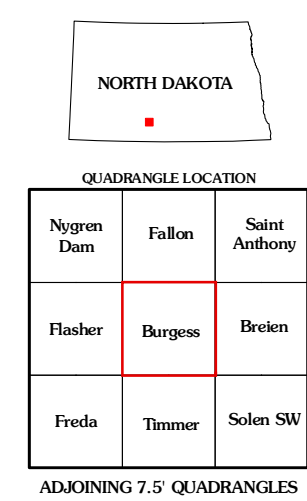 NORTH DAKOTA
QUADRANGLE LOCATION
Nygren
Dam
Fallon
Saint
Anthony
Flasher
Burgess
Breien
Freda
Timmer
Solen SW
ADJOINING 7.5' QUADRANGLES